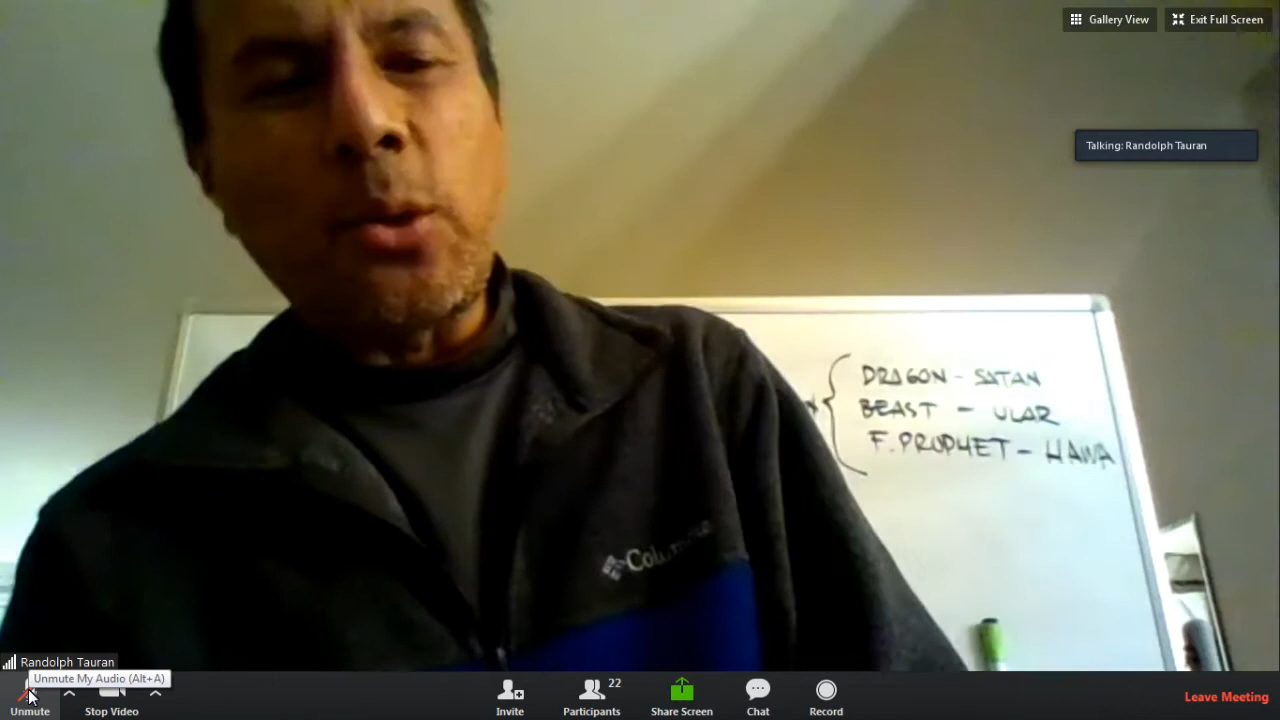 Gallery View
Exit Full Screen
Talking: Randolph Tauran
DRAGON - SATAN
BEAST - ULAR
F. PROPHET - HAWA
Columbia
Randolph Tauran
Unmute My Audio (Alt+A)
Unmute
Stop Video
Invite
22
Participants
Share Screen
Chat
Record
Leave Meeting